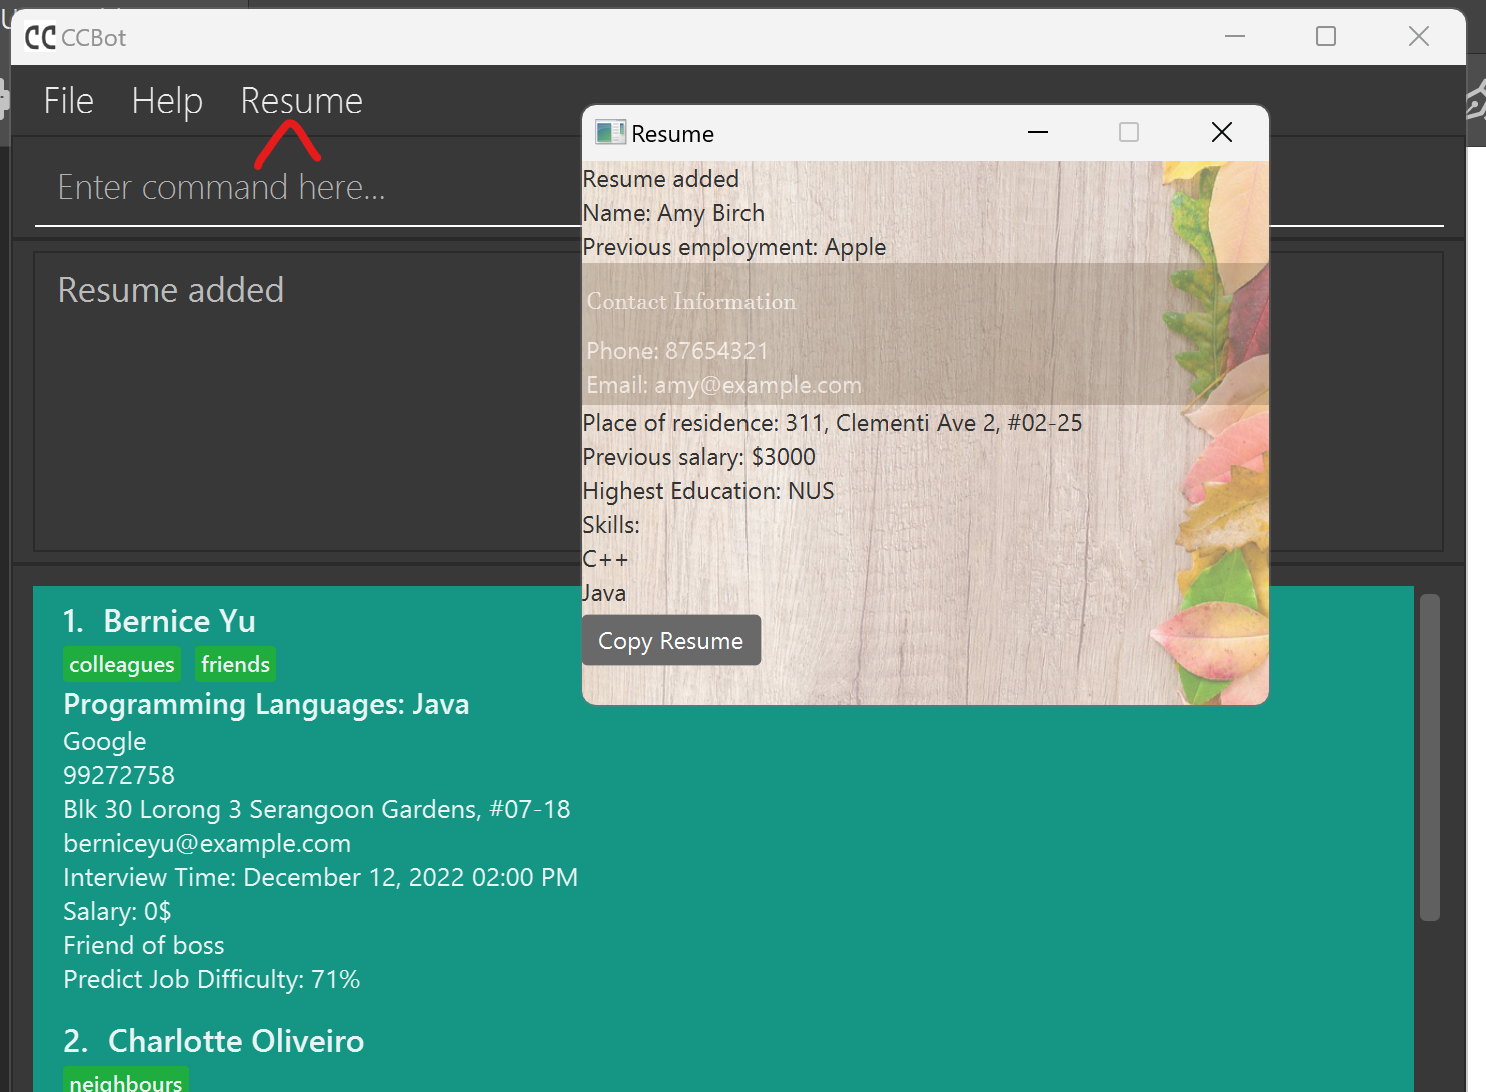 CC CCBot
File Help Resume
Enter command here...
Resume added
Resume
Resume added
Name: Amy Birch
Previous employment: Apple
Contact Information
Phone: 87654321
Email: amy@example.com
Place of residence: 311, Clementi Ave 2, #02-25
Previous salary: $3000
Highest Education: NUS
Skills:
C++
Java
Copy Resume
1. Bernice Yu
colleagues friends
Programming Languages: Java
Google
99272758
Blk 30 Lorong 3 Serangoon Gardens, #07-18
berniceyu@example.com
Interview Time: December 12, 2022 02:00 PM
Salary: 0$
Friend of boss
Predict Job Difficulty: 71%
2. Charlotte Oliveiro
neighbours